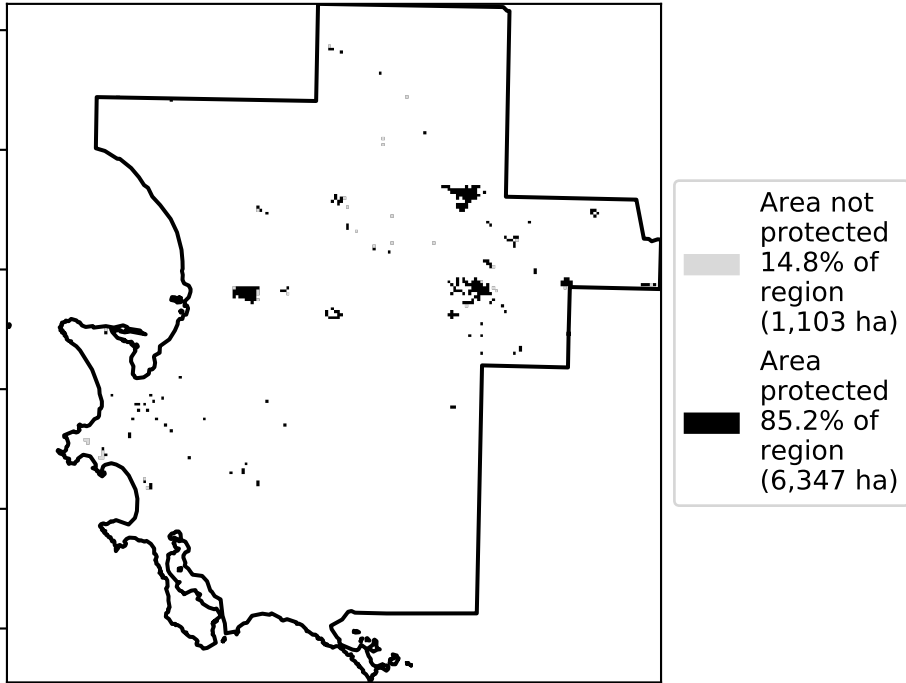 Area not
protected
14.8% of
region
(1,103 ha)
Area
protected
85.2% of
region
(6,347 ha)